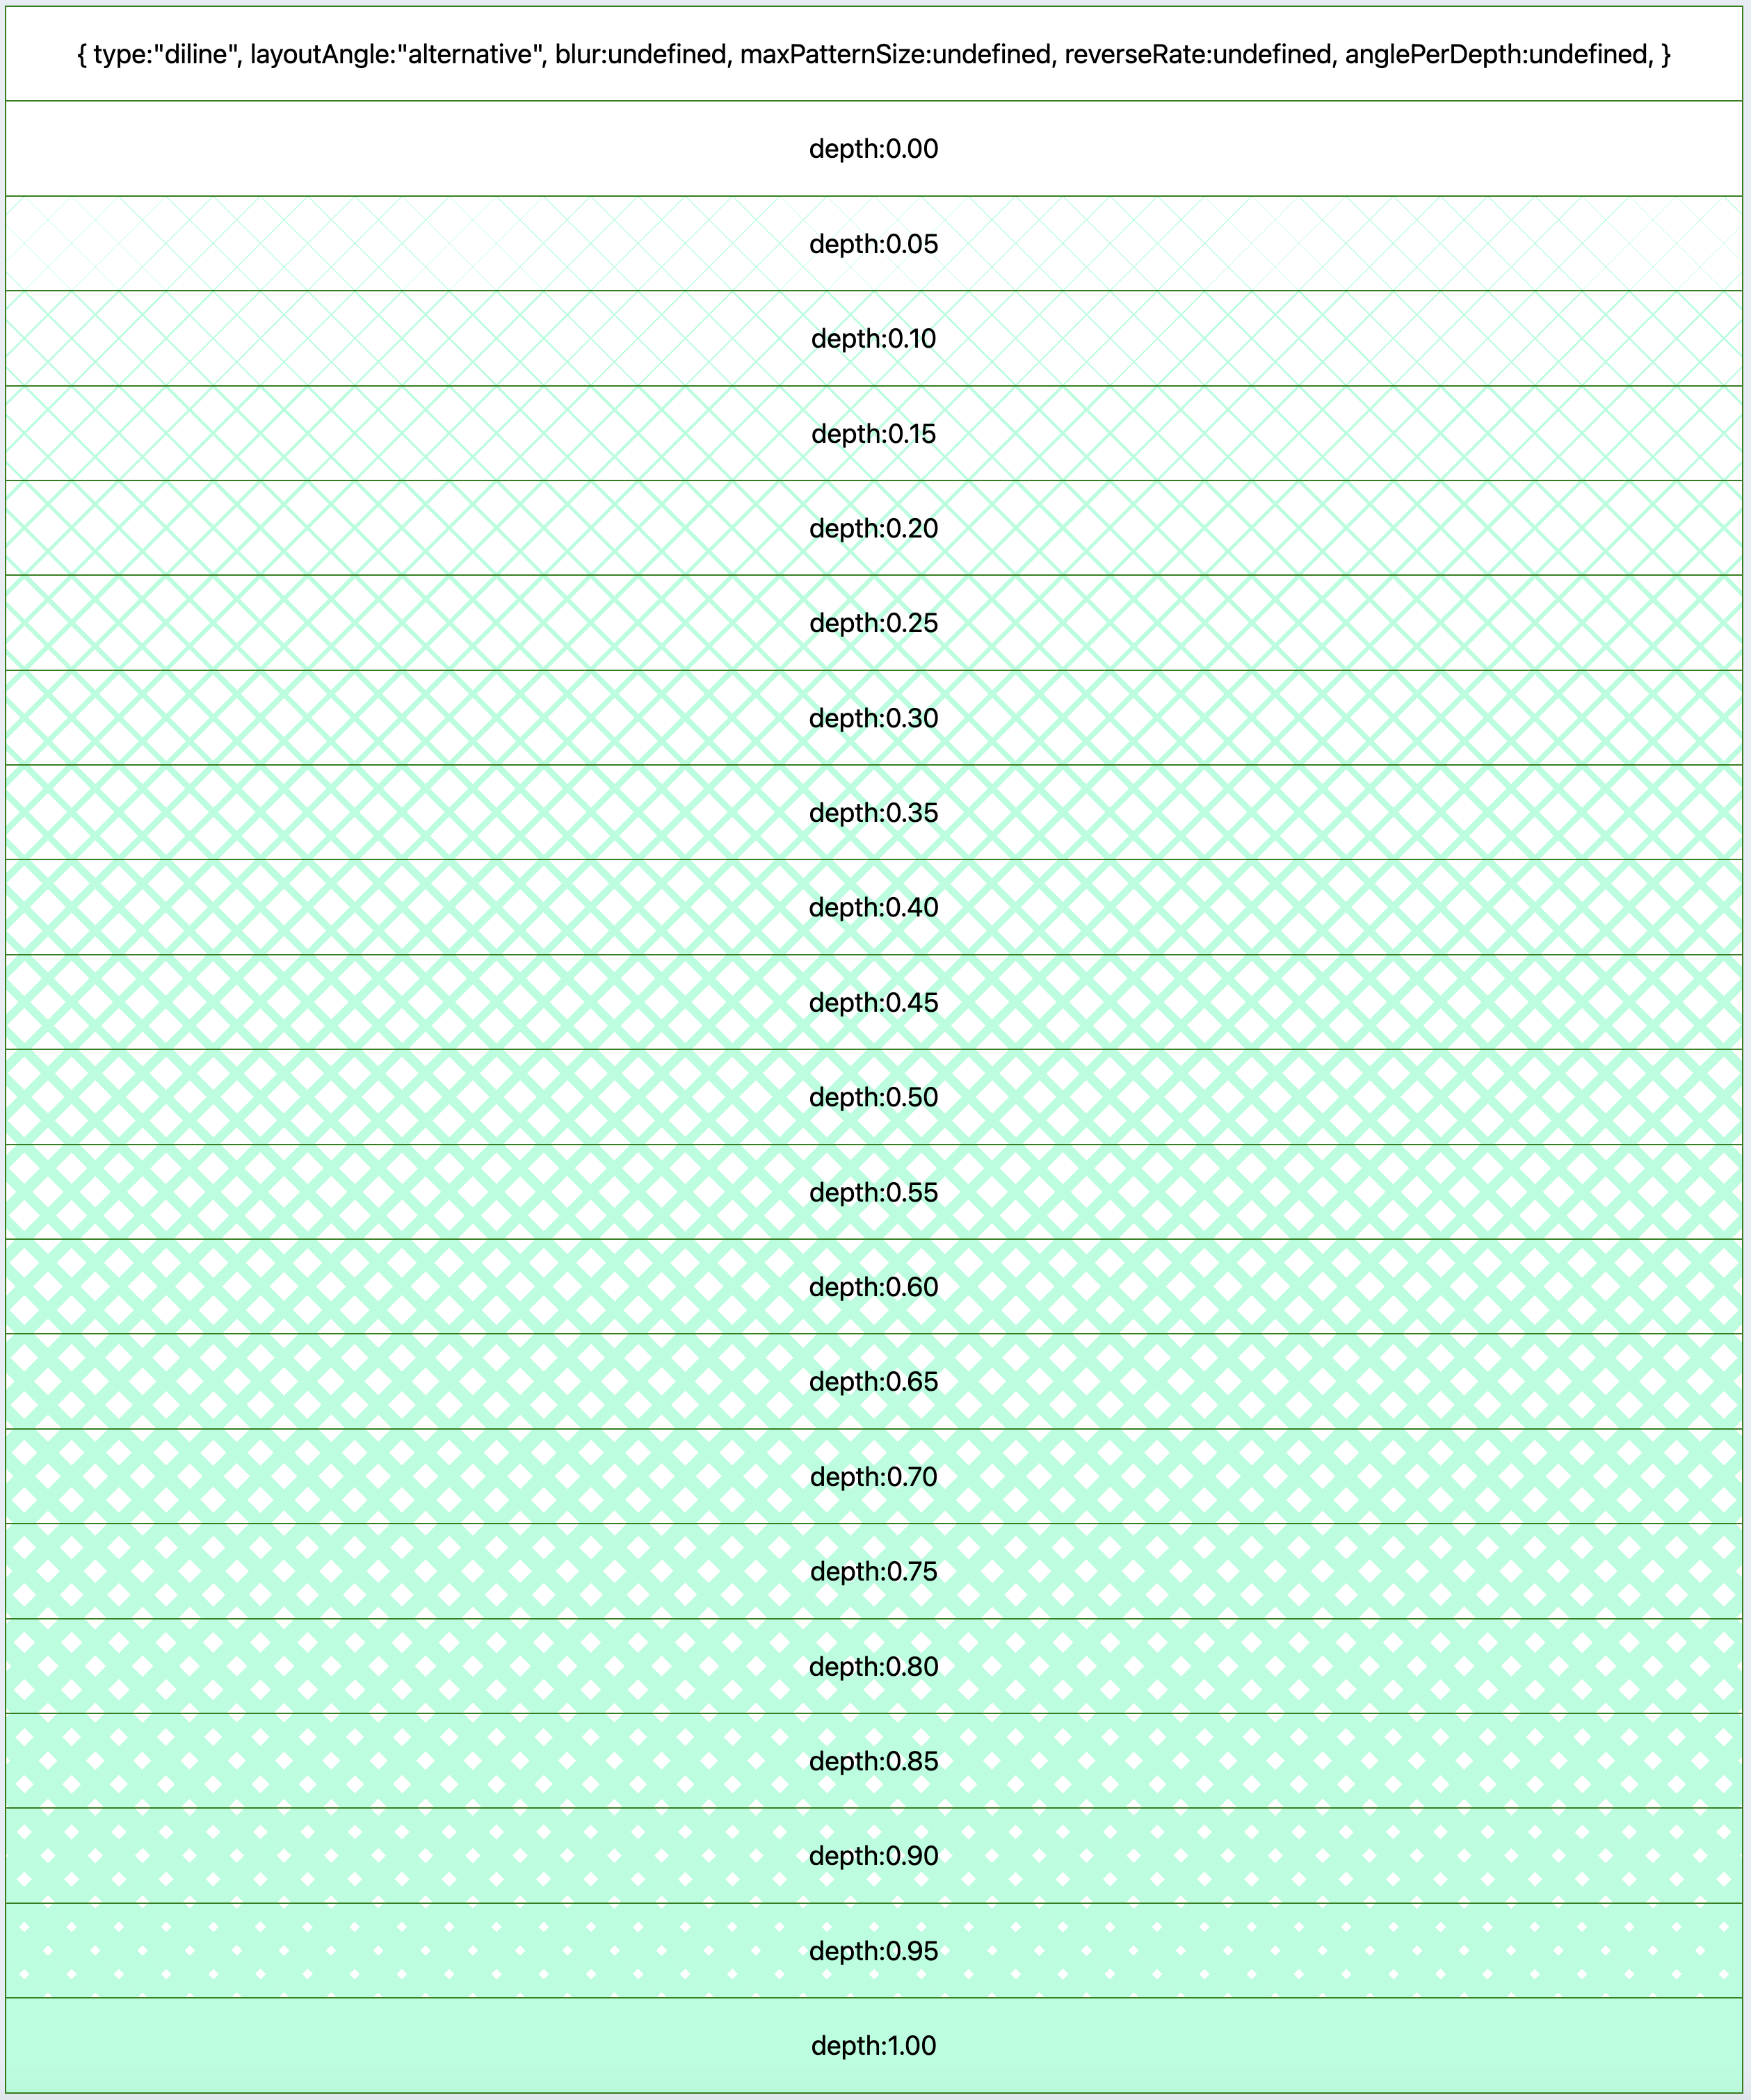 { type:"diline", layoutAngle:"alternative", blur:undefined, maxPatternSize:undefined, reverseRate:undefined, anglePerDepth:undefined, }
depth:0.00
depth:0.05
depth:0.10
depth:0.15
depth:0.20
depth:0.25
depth:0.30
depth:0.35
depth:0.40
depth:0.45
depth:0.50
depth:0.55
depth:0.60
depth:0.65
depth:0.70
depth:0.75
depth:0.80
depth:0.85
depth:0.90
depth:0.95
depth:1.00